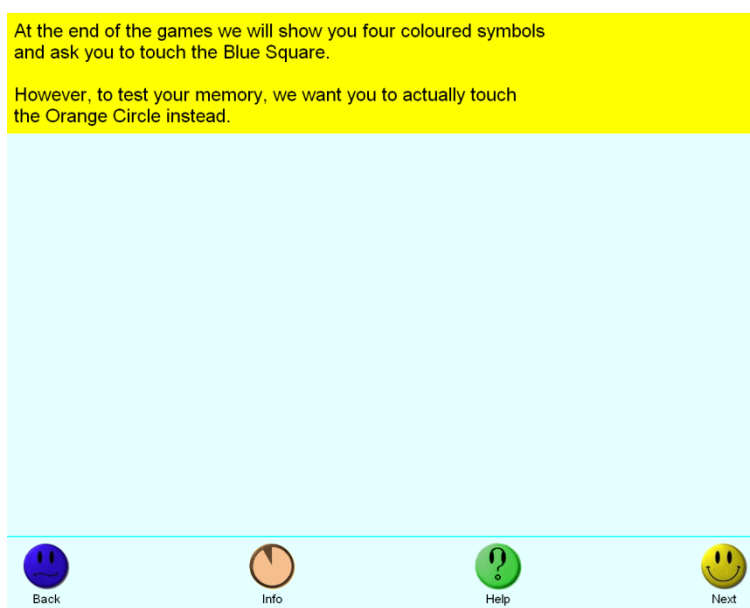 At the end of the games we will show you four coloured symbols
and ask you to touch the Blue Square.
However, to test your memory, we want you to actually touch
the Orange Circle instead.
Back
Info
Help
Next